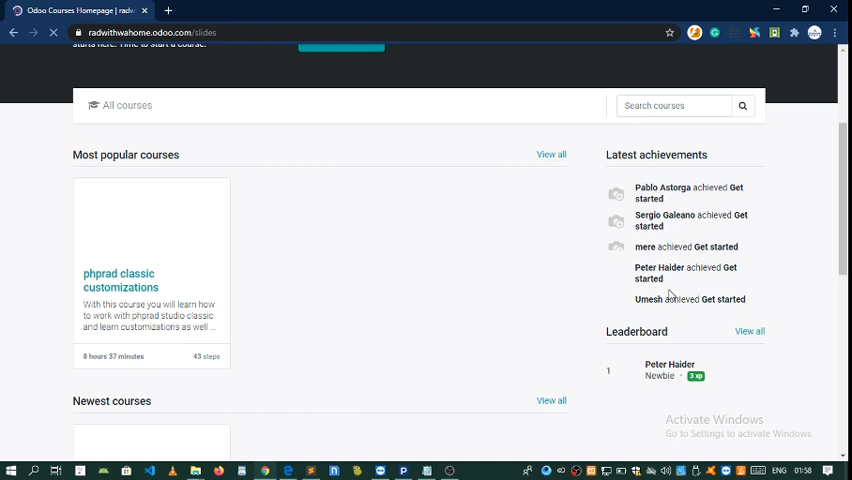 Odoo Courses Homepage | radw
radwithwahome.odoo.com/slides
starts here. Time to start a course.
All courses
Search courses
Most popular courses
View all
Latest achievements
Pablo Astorga achieved Get
started
Sergio Galeano achieved Get
started
mere achieved Get started
Peter Haider achieved Get
started
Umesh achieved Get started
phprad classic
customizations
With this course you will learn how
to work with phprad studio classic
and learn customizations as well ...
8 hours 37 minutes
43 steps
Leaderboard
View all
1
Peter Haider
Newbie • 3 xp
Newest courses
View all
Activate Windows
Go to Settings to activate Windows.
ENG
01:58